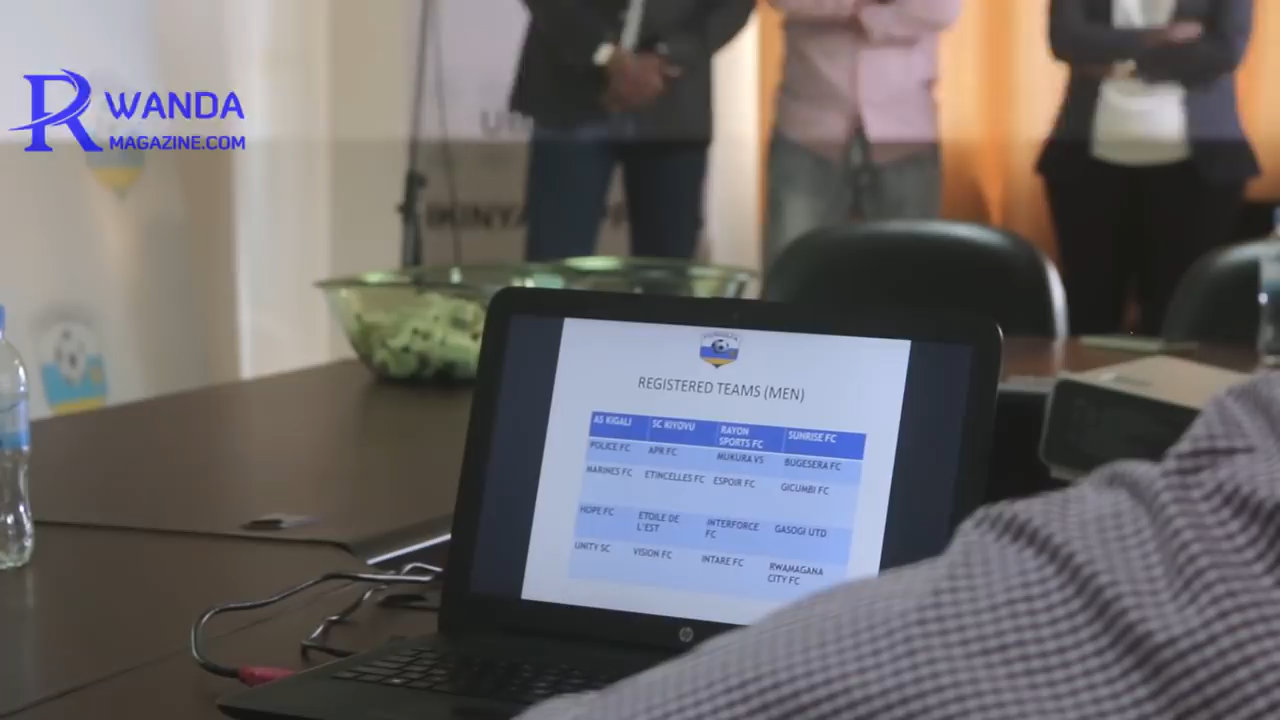 RWANDA
MAGAZINE.COM
REGISTERED TEAMS (MEN)
AS KIGALI SC KIYOVU RAYON SPORTS FC SUNRISE FC
POLICE FC APR FC MUKURA VS BUGESERA FC
MARINES FC ETINCELLES FC ESPOIR FC GICUMBI FC
HOPE FC ETOILE DE L'EST INTERFORCE FC GASOGI UTD
UNITY SC VISION FC INTARE FC RWAMAGANA CITY FC